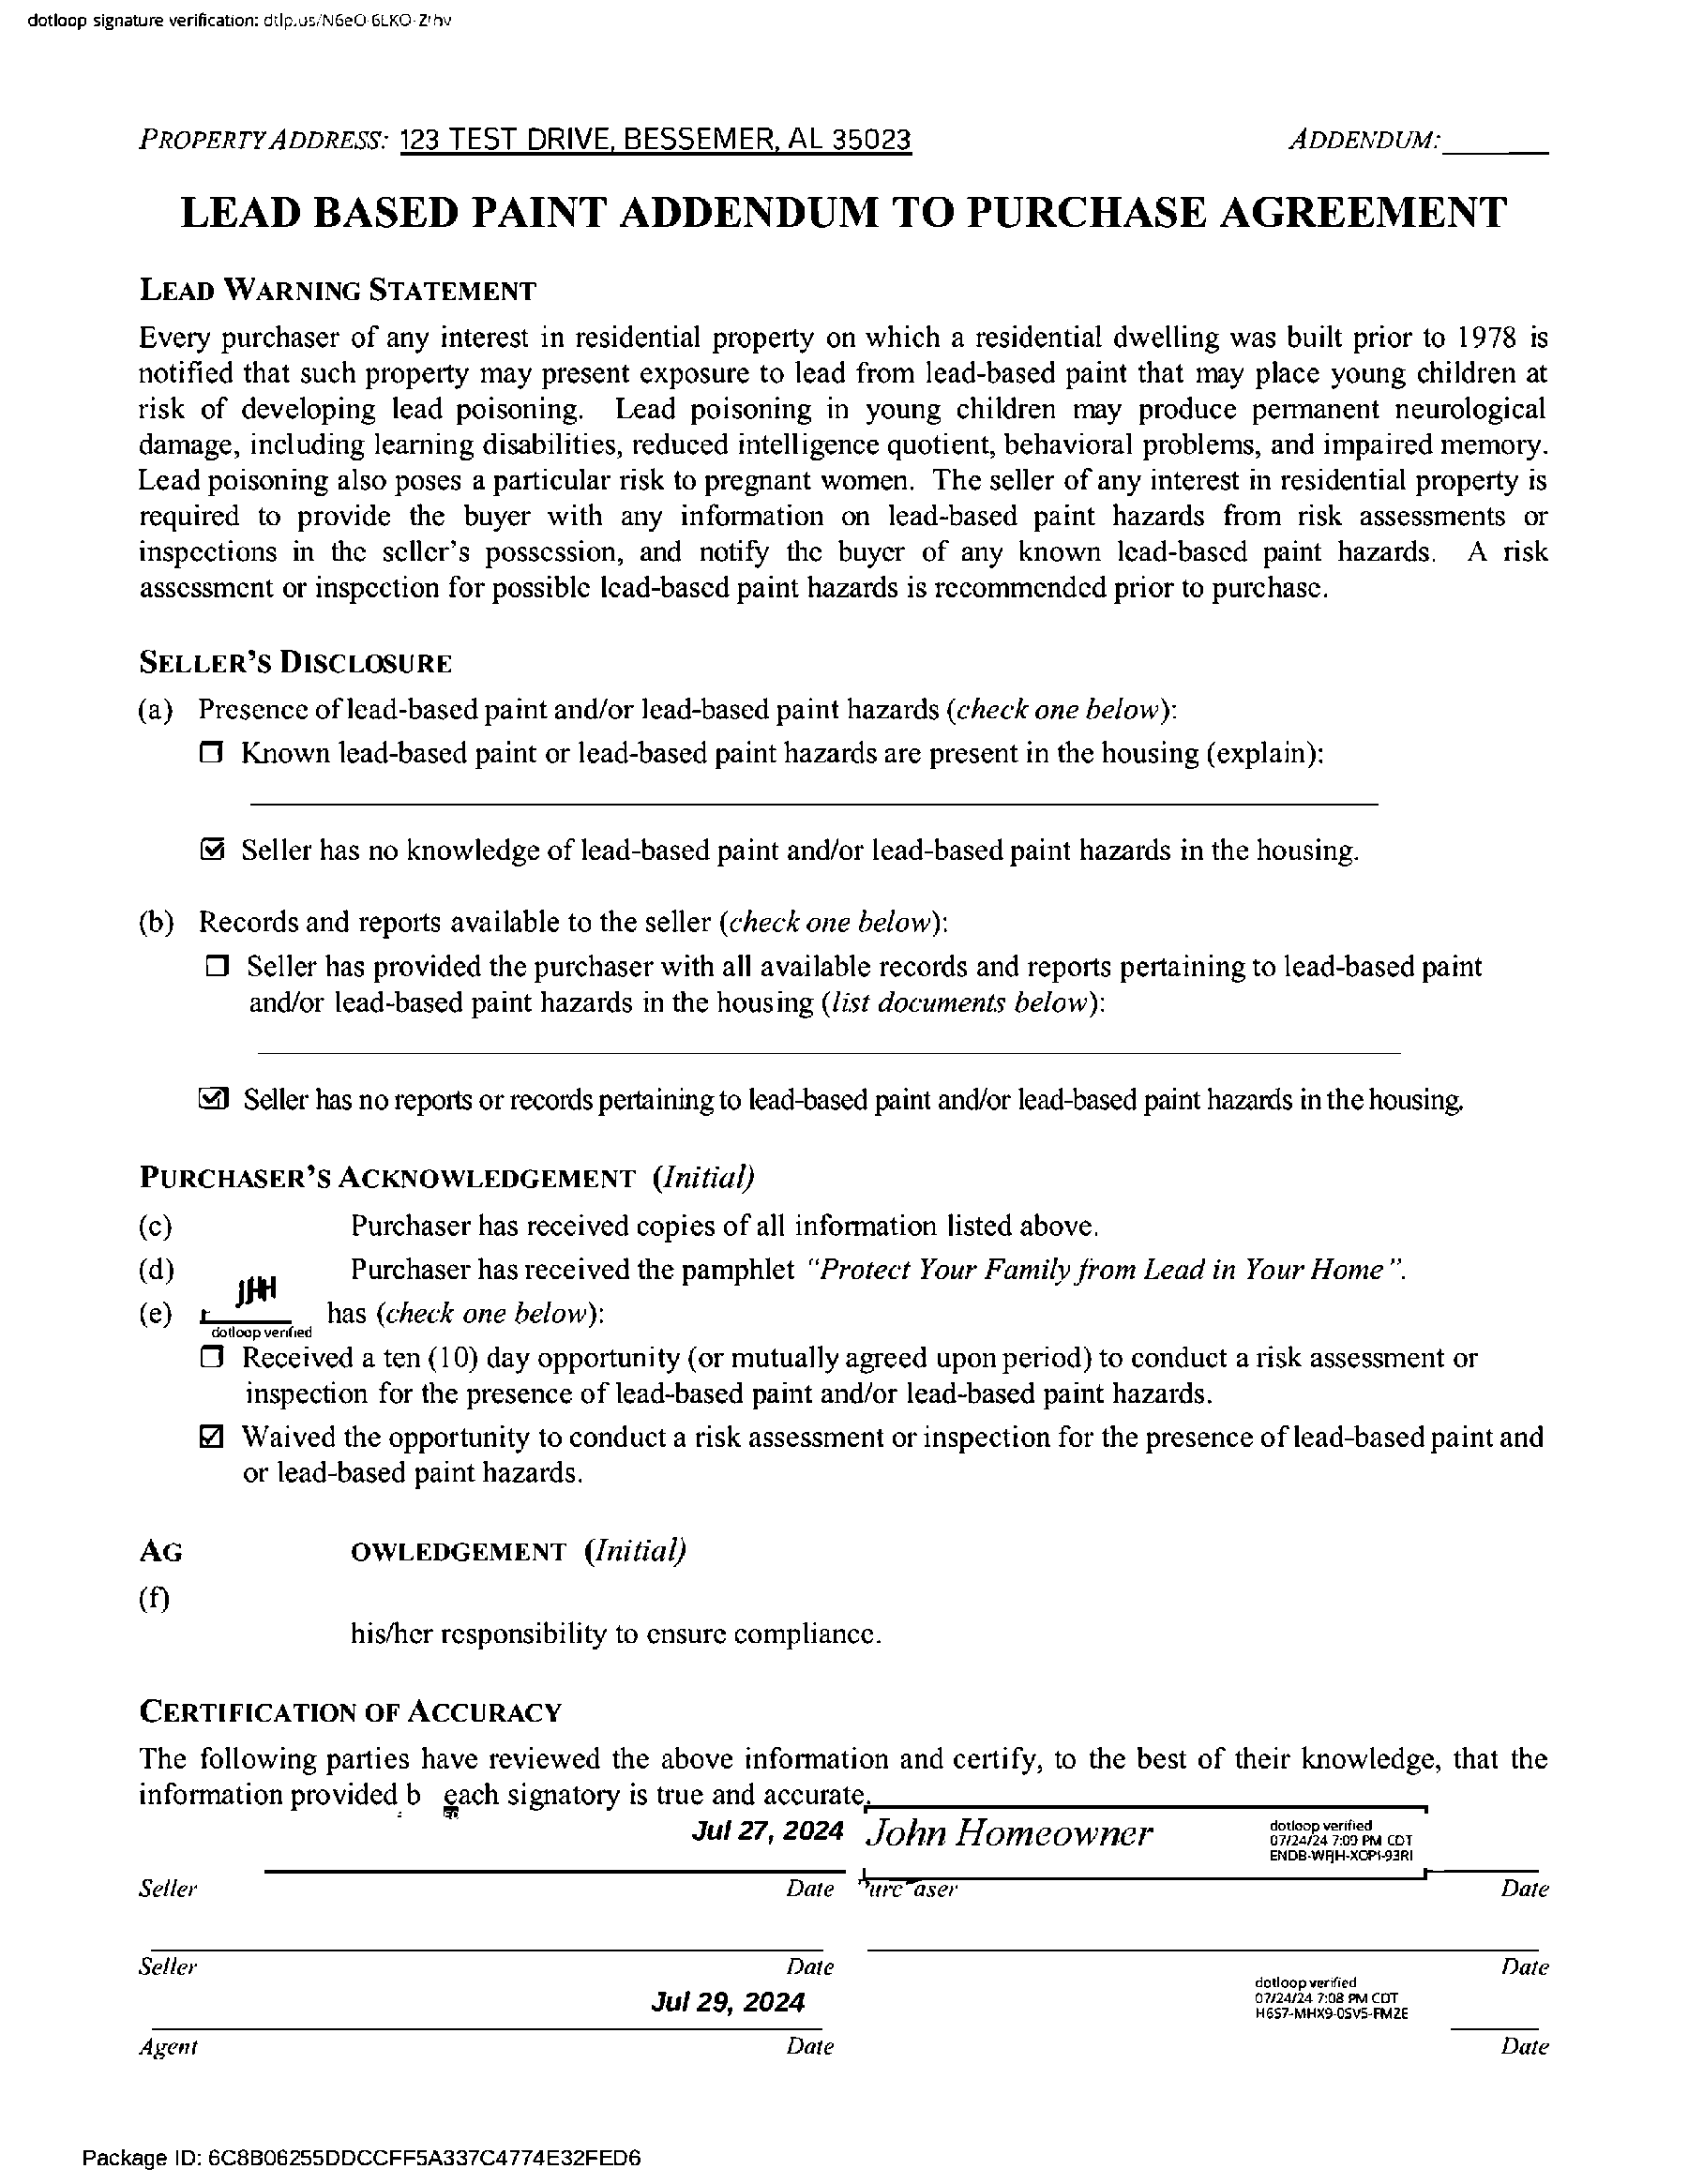 dotloop signature verification:
PROPERTY ADDRESS: 123 TEST DRIVE, BESSEMER, AL 35023 ADDENDUM:
LEAD BASED PAINT ADDENDUM TO PURCHASE AGREEMENT
LEAD WARNING STATEMENT
Every purchaser of any interest in residential property on which a residential dwelling was built prior to 1978 is
notified that such property may present exposure to lead from lead-based paint that may place young children at
risk of developing lead poisoning. Lead poisoning in young children may produce permanent neurological
damage, including learning disabilities, reduced intelligence quotient, behavioral problems, and impaired memory.
Lead poisoning also poses a particular risk to pregnant women. The seller of any interest in residential property is
required to provide the buyer with any information on lead-based paint hazards from risk assessments or
inspections in the seller's possession, and notify the buyer of any known lead-based paint hazards. A risk
assessment or inspection for possible lead-based paint hazards is recommended prior to purchase.
SELLER'S DISCLOSURE
(a) Presence of lead-based paint and/or lead-based paint hazards (check one below):
☐ Known lead-based paint or lead-based paint hazards are present in the housing (explain):
☑ Seller has no knowledge of lead-based paint and/or lead-based paint hazards in the housing.
(b) Records and reports available to the seller (check one below):
☐ Seller has provided the purchaser with all available records and reports pertaining to lead-based paint
and/or lead-based paint hazards in the housing (list documents below):
☑ Seller has no reports or records pertaining to lead-based paint and/or lead-based paint hazards in the housing.
PURCHASER'S ACKNOWLEDGEMENT (Initial)
(c) Purchaser has received copies of all information listed above.
(d) Purchaser has received the pamphlet "Protect Your Family from Lead in Your Home".
JHH
(e) has (check one below):
dotloop verified
☐ Received a ten (10) day opportunity (or mutually agreed upon period) to conduct a risk assessment or
inspection for the presence of lead-based paint and/or lead-based paint hazards.
☑ Waived the opportunity to conduct a risk assessment or inspection for the presence of lead-based paint and
or lead-based paint hazards.
AG OWLEDGEMENT (Initial)
(f)
his/her responsibility to ensure compliance.
CERTIFICATION OF ACCURACY
The following parties have reviewed the above information and certify, to the best of their knowledge, that the
information provided b each signatory is true and accurate.
Jul 27, 2024 John Homeowner dotloop verified
07/24/24 7:09 PM CDT
ENDB-WRJH-XOPI-93RI
Seller Date Date
Seller Date Date
Jul 29, 2024 dotloop verified
07/24/24 7:08 PM CDT
H6S7-MHX9-0SV5-FMZE
Agent Date Date
Package ID: 6C8B06255DDCCFF5A337C4774E32FED6